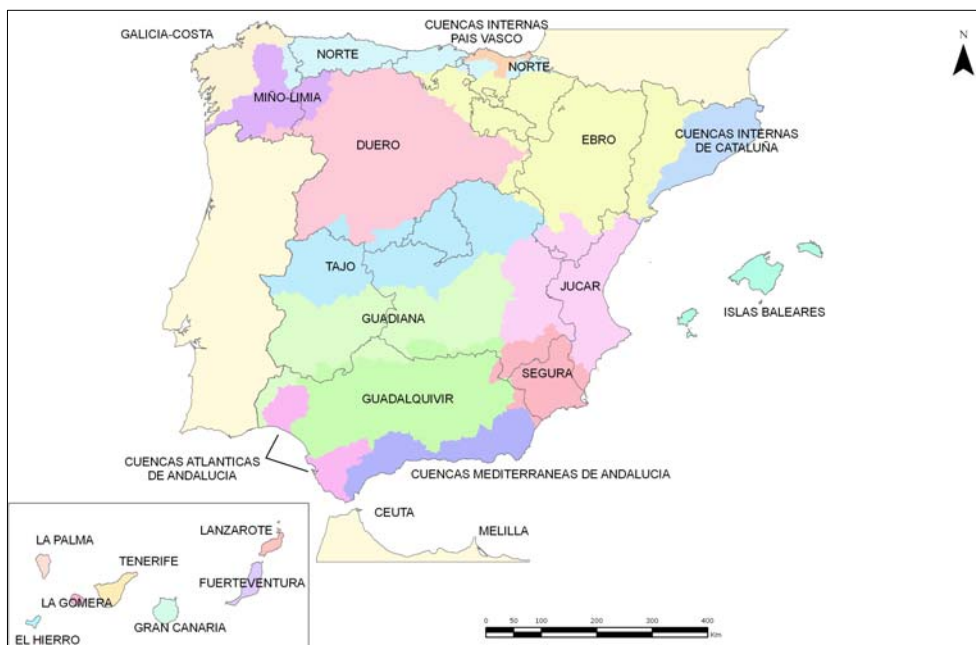 GALICIA-COSTA
CUENCAS INTERNAS
PAIS VASCO
N
NORTE
NORTE
MIÑO-LIMIA
DUERO
EBRO
CUENCAS INTERNAS
DE CATALUÑA
TAJO
JUCAR
ISLAS BALEARES
GUADIANA
SEGURA
GUADALQUIVIR
CUENCAS ATLANTICAS
DE ANDALUCIA
CUENCAS MEDITERRANEAS DE ANDALUCIA
CEUTA
MELILLA
LANZAROTE
LA PALMA
TENERIFE
FUERTEVENTURA
LA GOMERA
GRAN CANARIA
EL HIERRO
0 50 100 200 300 400
Km